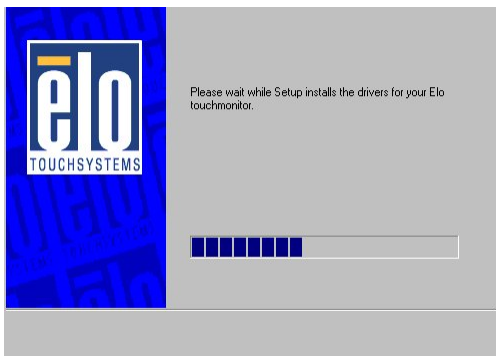 elo
TOUCHSYSTEMS
Please wait while Setup installs the drivers for your Elo
touchmonitor.